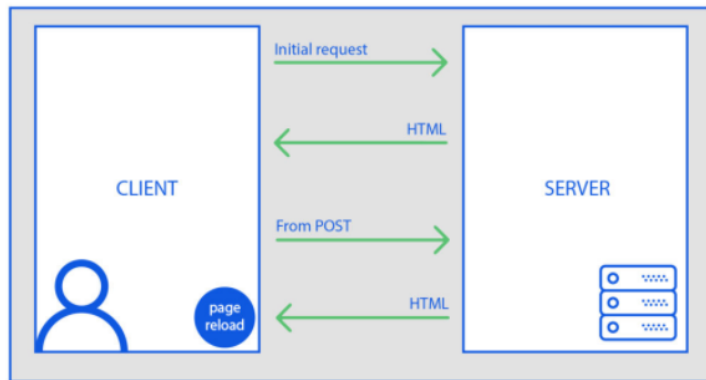 Initial request
HTML
CLIENT
SERVER
From POST
HTML
page
reload